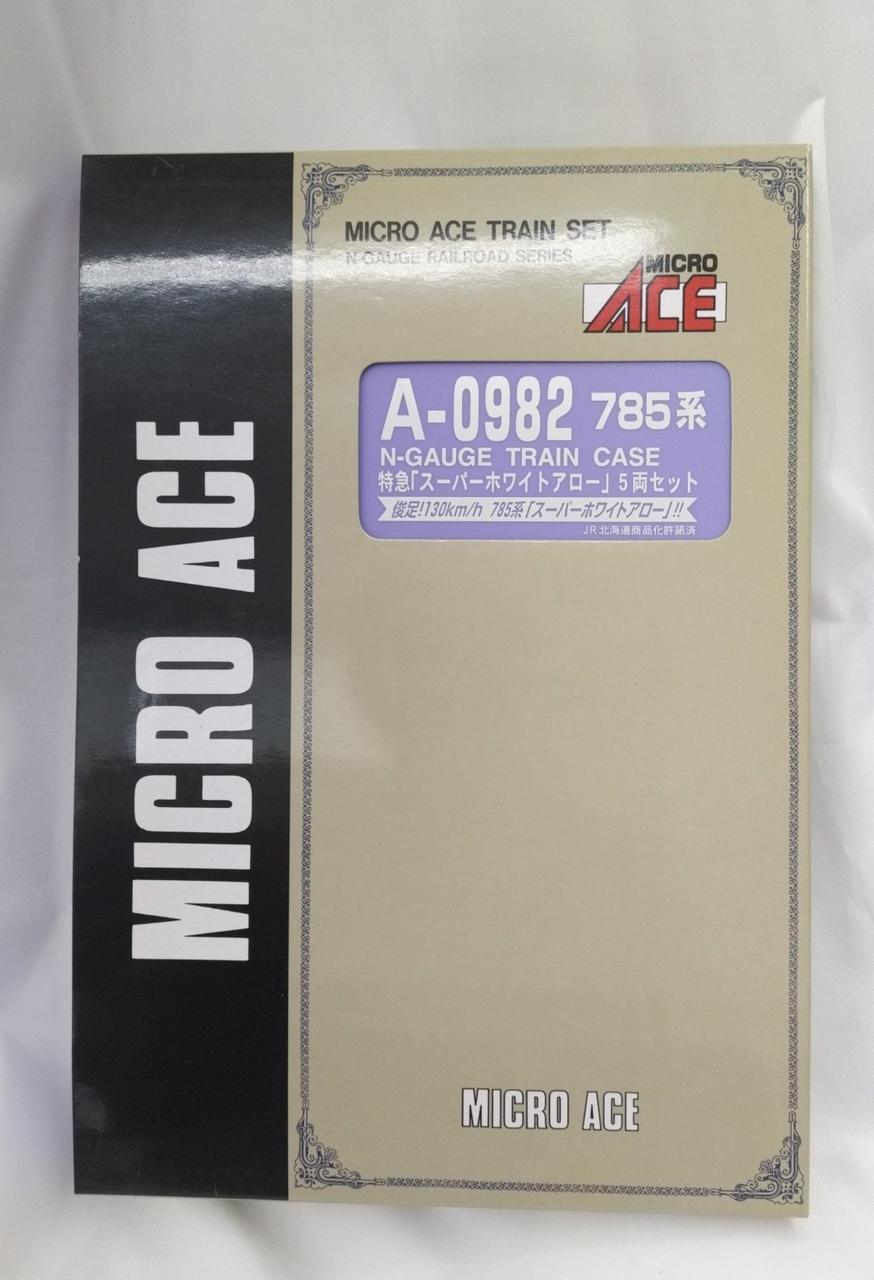 MICRO ACE
MICRO ACE TRAIN SET
N-GAUGE RAILROAD SERIES
MICRO
ACE
A-0982 785系
N-GAUGE TRAIN CASE
特急「スーパーホワイトアロー」5両セット
俊足!130km/h 785系「スーパーホワイトアロー」!!
JR北海道商品化許諾済
MICRO ACE